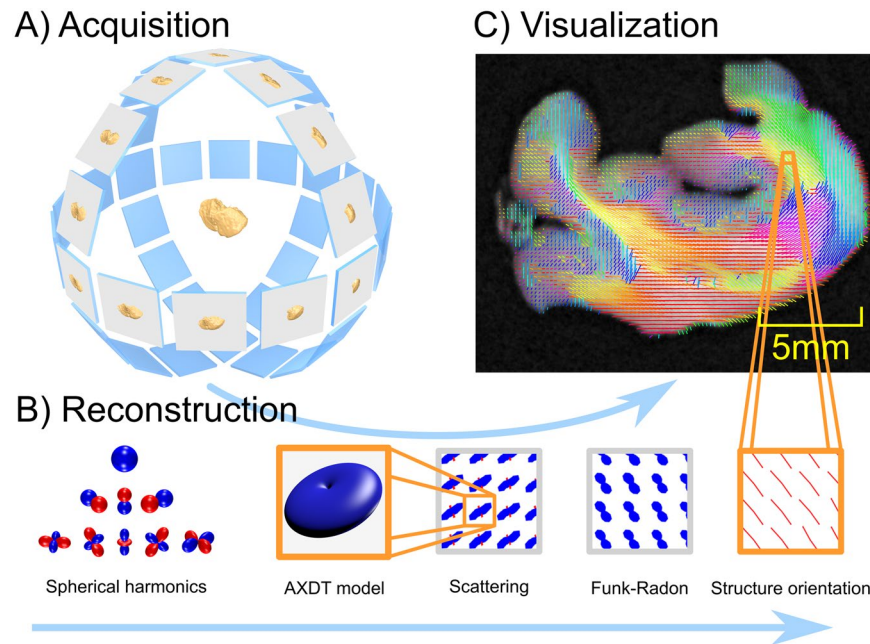 A) Acquisition
C) Visualization
5mm
B) Reconstruction
Spherical harmonics
AXDT model
Scattering
Funk-Radon
Structure orientation